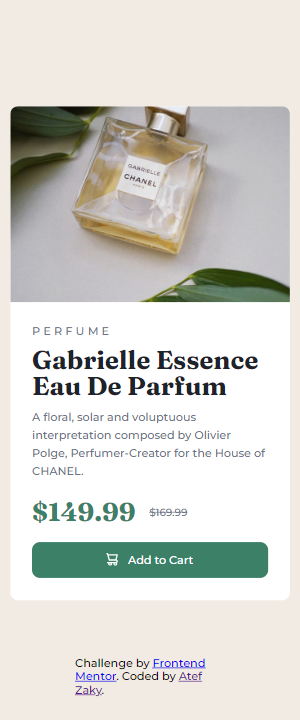 GABRIELLE
CHANEL
PARIS
PERFUME
Gabrielle Essence
Eau De Parfum
A floral, solar and voluptuous
interpretation composed by Olivier
Polge, Perfumer-Creator for the House of
CHANEL.
$149.99 $169.99
Add to Cart
Challenge by Frontend
Mentor. Coded by Atef
Zaky.